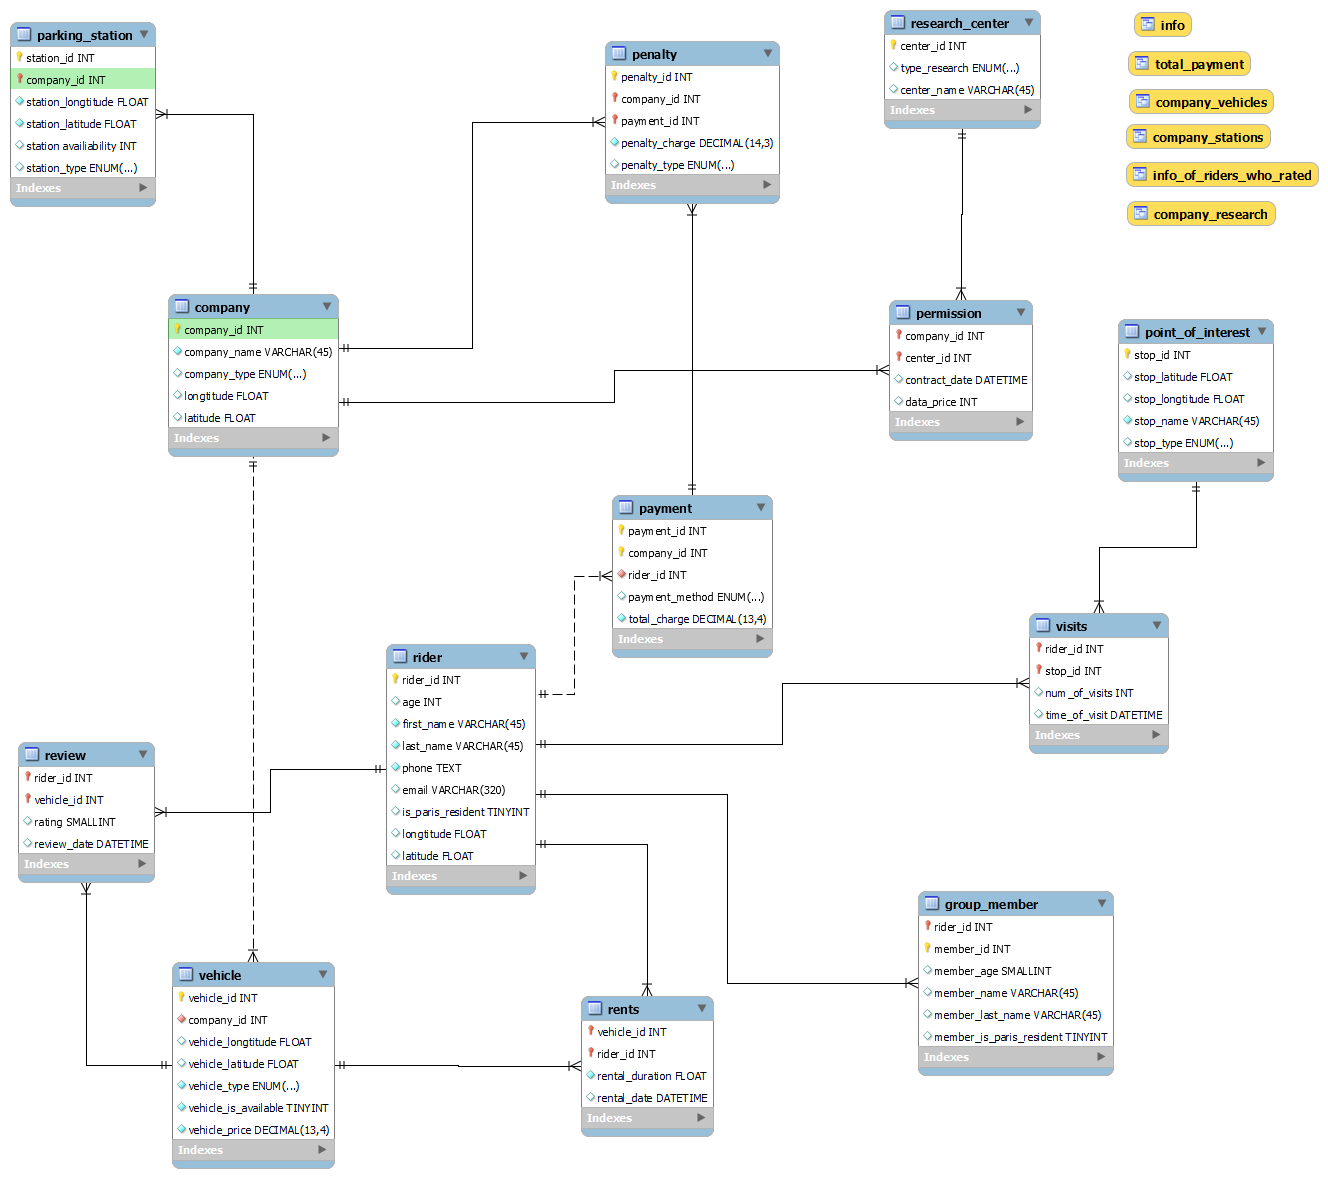 parking_station
station_id INT
company_id INT
station_longtitude FLOAT
station_latitude FLOAT
station availiability INT
station_type ENUM(...)
Indexes
penalty
penalty_id INT
company_id INT
payment_id INT
penalty_charge DECIMAL(14,3)
penalty_type ENUM(...)
Indexes
research_center
center_id INT
type_research ENUM(...)
center_name VARCHAR(45)
Indexes
info
total_payment
company_vehicles
company_stations
info_of_riders_who_rated
company_research
company
company_id INT
company_name VARCHAR(45)
company_type ENUM(...)
longtitude FLOAT
latitude FLOAT
Indexes
permission
company_id INT
center_id INT
contract_date DATETIME
data_price INT
Indexes
point_of_interest
stop_id INT
stop_latitude FLOAT
stop_longtitude FLOAT
stop_name VARCHAR(45)
stop_type ENUM(...)
Indexes
payment
payment_id INT
company_id INT
rider_id INT
payment_method ENUM(...)
total_charge DECIMAL(13,4)
Indexes
visits
rider_id INT
stop_id INT
num_of_visits INT
time_of_visit DATETIME
Indexes
rider
rider_id INT
age INT
first_name VARCHAR(45)
last_name VARCHAR(45)
phone TEXT
email VARCHAR(320)
is_paris_resident TINYINT
longtitude FLOAT
latitude FLOAT
Indexes
review
rider_id INT
vehicle_id INT
rating SMALLINT
review_date DATETIME
Indexes
group_member
rider_id INT
member_id INT
member_age SMALLINT
member_name VARCHAR(45)
member_last_name VARCHAR(45)
member_is_paris_resident TINYINT
Indexes
vehicle
vehicle_id INT
company_id INT
vehicle_longtitude FLOAT
vehicle_latitude FLOAT
vehicle_type ENUM(...)
vehicle_is_available TINYINT
vehicle_price DECIMAL(13,4)
Indexes
rents
vehicle_id INT
rider_id INT
rental_duration FLOAT
rental_date DATETIME
Indexes